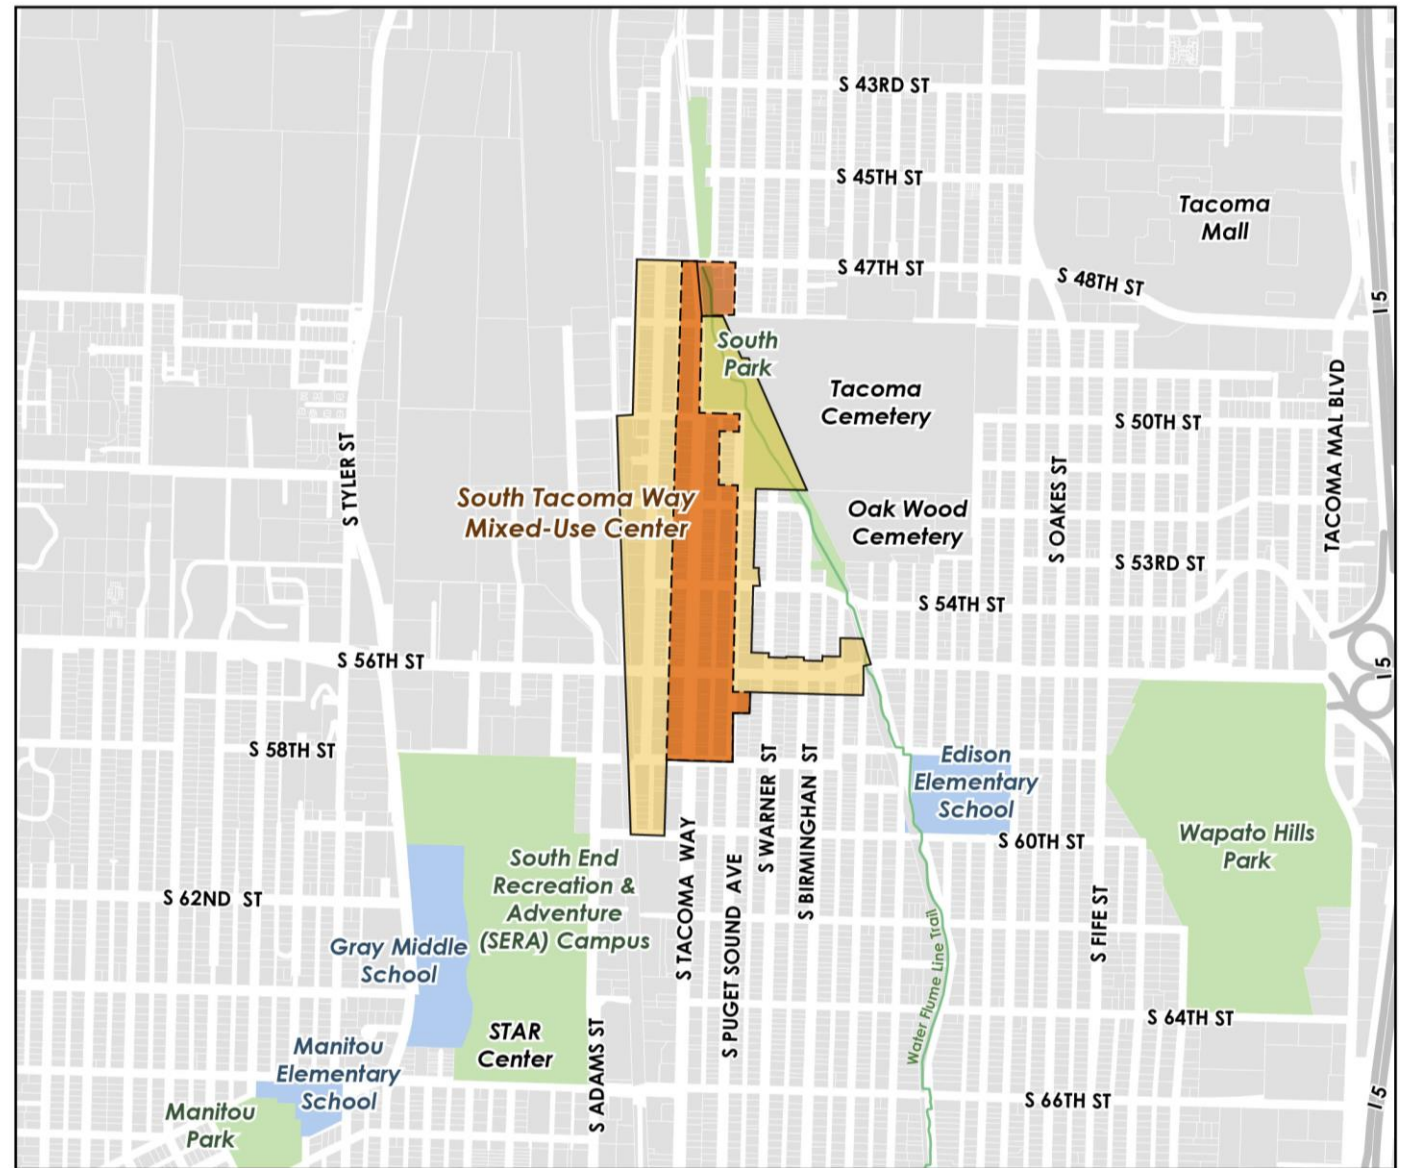 S 43RD ST
S 45TH ST
Tacoma
Mall
S 47TH ST
S 48TH ST
I 5
South
Park
Tacoma
Cemetery
TACOMA MAL BLVD
S 50TH ST
S TYLER ST
S OAKES ST
South Tacoma Way
Mixed-Use Center
Oak Wood
Cemetery
S 53RD ST
S 54TH ST
S 56TH ST
I 5
S 58TH ST
S WARNER ST
S BIRMINGHAN ST
Edison
Elementary
School
S 60TH ST
Wapato Hills
Park
S TACOMA WAY
S PUGET SOUND AVE
South End
Recreation &
Adventure
(SERA) Campus
S 62ND ST
S FIFE ST
Gray Middle
School
Water Flume Line Trail
S 64TH ST
STAR
Center
S ADAMS ST
Manitou
Elementary
School
Manitou
Park
S 66TH ST
I 5